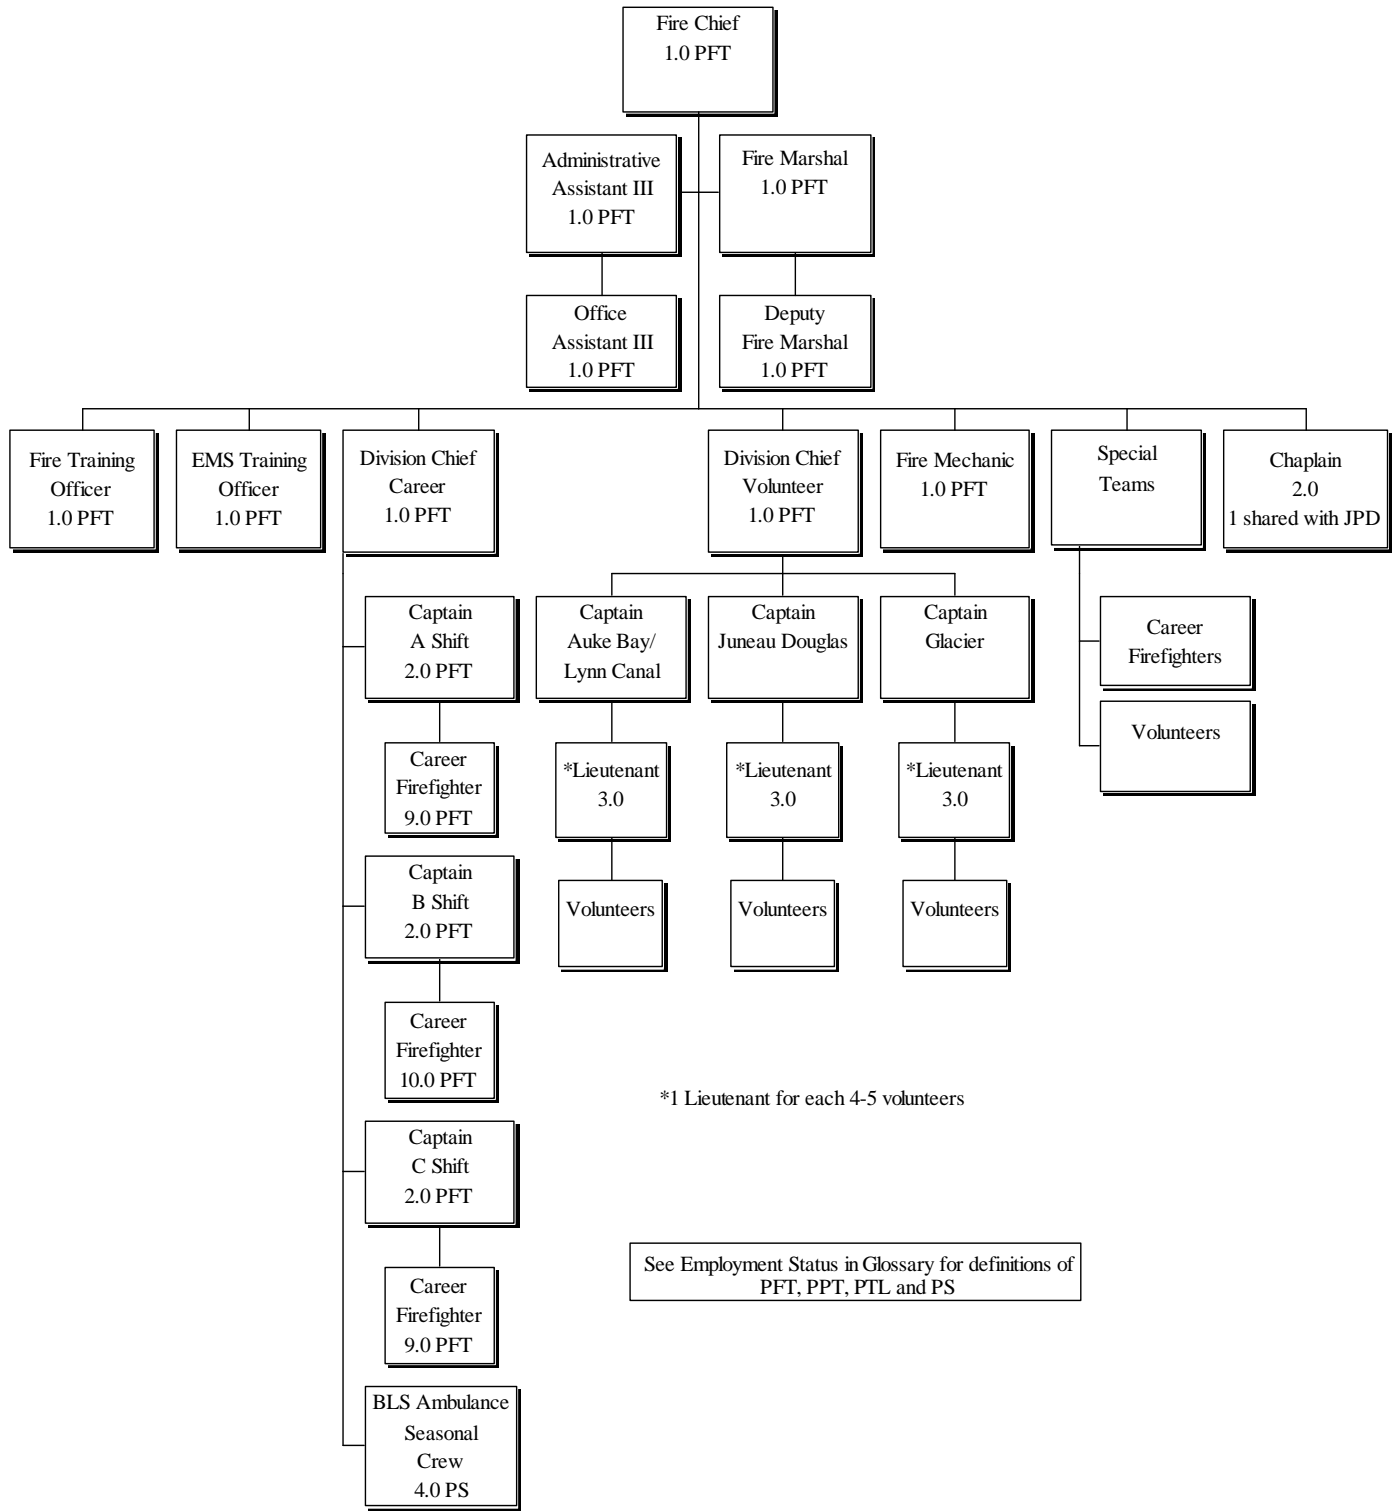 Fire Chief
1.0 PFT
Administrative
Assistant III
1.0 PFT
Fire Marshal
1.0 PFT
Office
Assistant III
1.0 PFT
Deputy
Fire Marshal
1.0 PFT
Fire Training
Officer
1.0 PFT
EMS Training
Officer
1.0 PFT
Division Chief
Career
1.0 PFT
Division Chief
Volunteer
1.0 PFT
Fire Mechanic
1.0 PFT
Special
Teams
Chaplain
2.0
1 shared with JPD
Captain
A Shift
2.0 PFT
Captain
Auke Bay/
Lynn Canal
Captain
Juneau Douglas
Captain
Glacier
Career
Firefighters
Volunteers
Career
Firefighter
9.0 PFT
*Lieutenant
3.0
*Lieutenant
3.0
*Lieutenant
3.0
Captain
B Shift
2.0 PFT
Volunteers
Volunteers
Volunteers
Career
Firefighter
10.0 PFT
*1 Lieutenant for each 4-5 volunteers
Captain
C Shift
2.0 PFT
See Employment Status in Glossary for definitions of
PFT, PPT, PTL and PS
Career
Firefighter
9.0 PFT
BLS Ambulance
Seasonal
Crew
4.0 PS